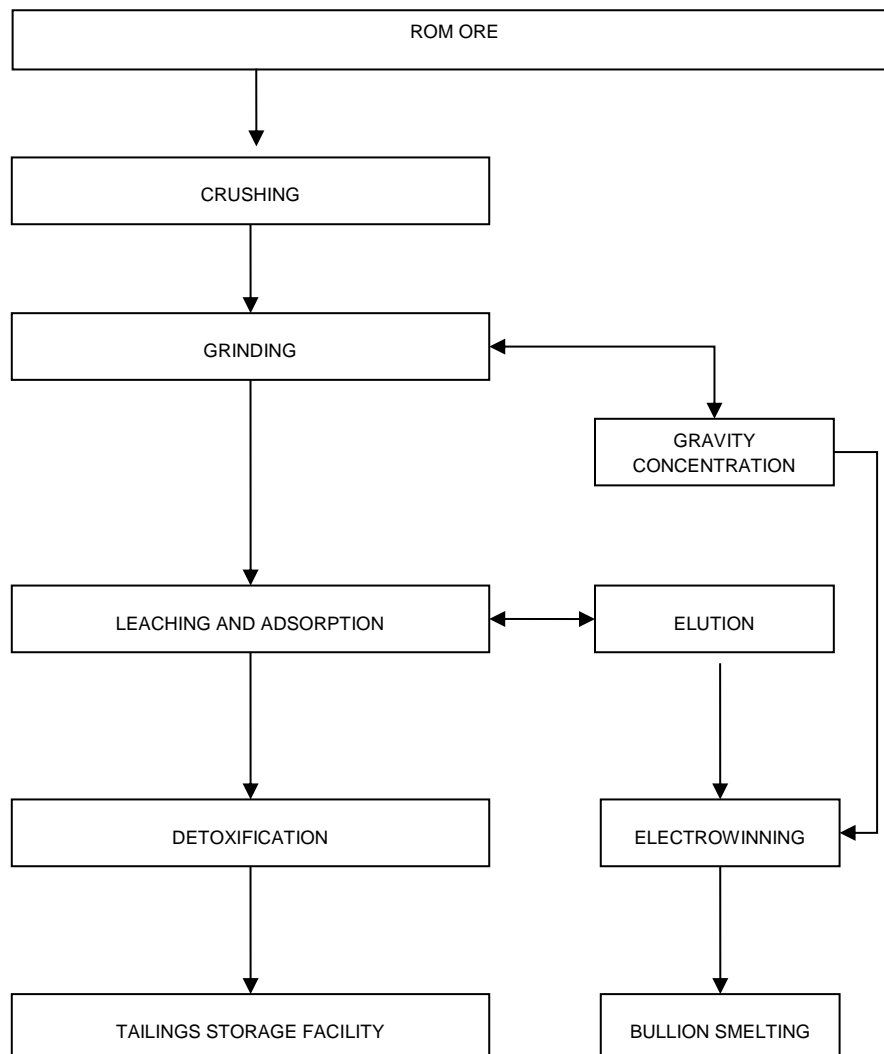 ROM ORE
CRUSHING
GRINDING
GRAVITY
CONCENTRATION
LEACHING AND ADSORPTION
ELUTION
DETOXIFICATION
ELECTROWINNING
TAILINGS STORAGE FACILITY
BULLION SMELTING